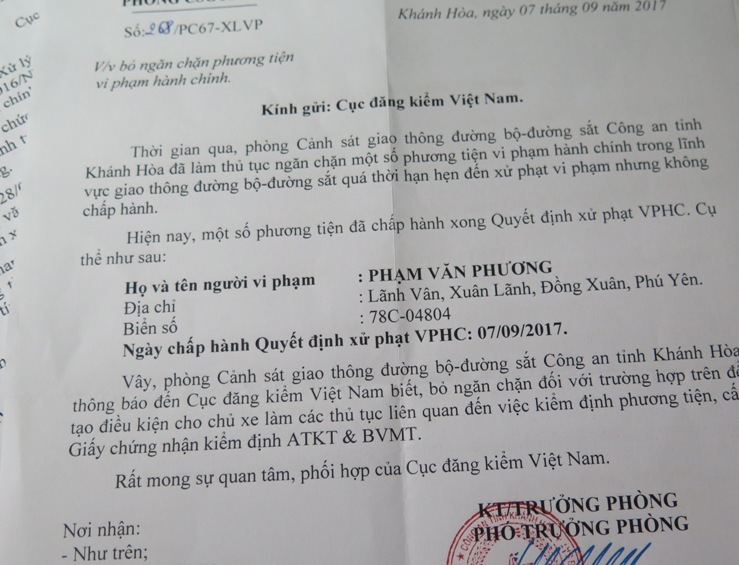 Cục
Xử lý
016/N
chín
chức
nh t
g.
28/
vă
n x
Số: 268/PC67-XLVP
V/v bỏ ngăn chặn phương tiện
vi phạm hành chính.
Khánh Hòa, ngày 07 tháng 09 năm 2017
Kính gửi: Cục đăng kiểm Việt Nam.
Thời gian qua, phòng Cảnh sát giao thông đường bộ-đường sắt Công an tỉnh
Khánh Hòa đã làm thủ tục ngăn chặn một số phương tiện vi phạm hành chính trong lĩnh
vực giao thông đường bộ-đường sắt quá thời hạn hẹn đến xử phạt vi phạm nhưng không
chấp hành.
Hiện nay, một số phương tiện đã chấp hành xong Quyết định xử phạt VPHC. Cụ
thể như sau:
Họ và tên người vi phạm : PHẠM VĂN PHƯƠNG
Địa chỉ : Lãnh Vân, Xuân Lãnh, Đồng Xuân, Phú Yên.
Biển số : 78C-04804
Ngày chấp hành Quyết định xử phạt VPHC: 07/09/2017.
Vậy, phòng Cảnh sát giao thông đường bộ-đường sắt Công an tỉnh Khánh Hòa
thông báo đến Cục đăng kiểm Việt Nam biết, bỏ ngăn chặn đối với trường hợp trên để
tạo điều kiện cho chủ xe làm các thủ tục liên quan đến việc kiểm định phương tiện, cấ
Giấy chứng nhận kiểm định ATKT & BVMT.
Rất mong sự quan tâm, phối hợp của Cục đăng kiểm Việt Nam.
KT/TRƯỞNG PHÒNG
PHÓ TRƯỞNG PHÒNG
Nơi nhận:
- Như trên;